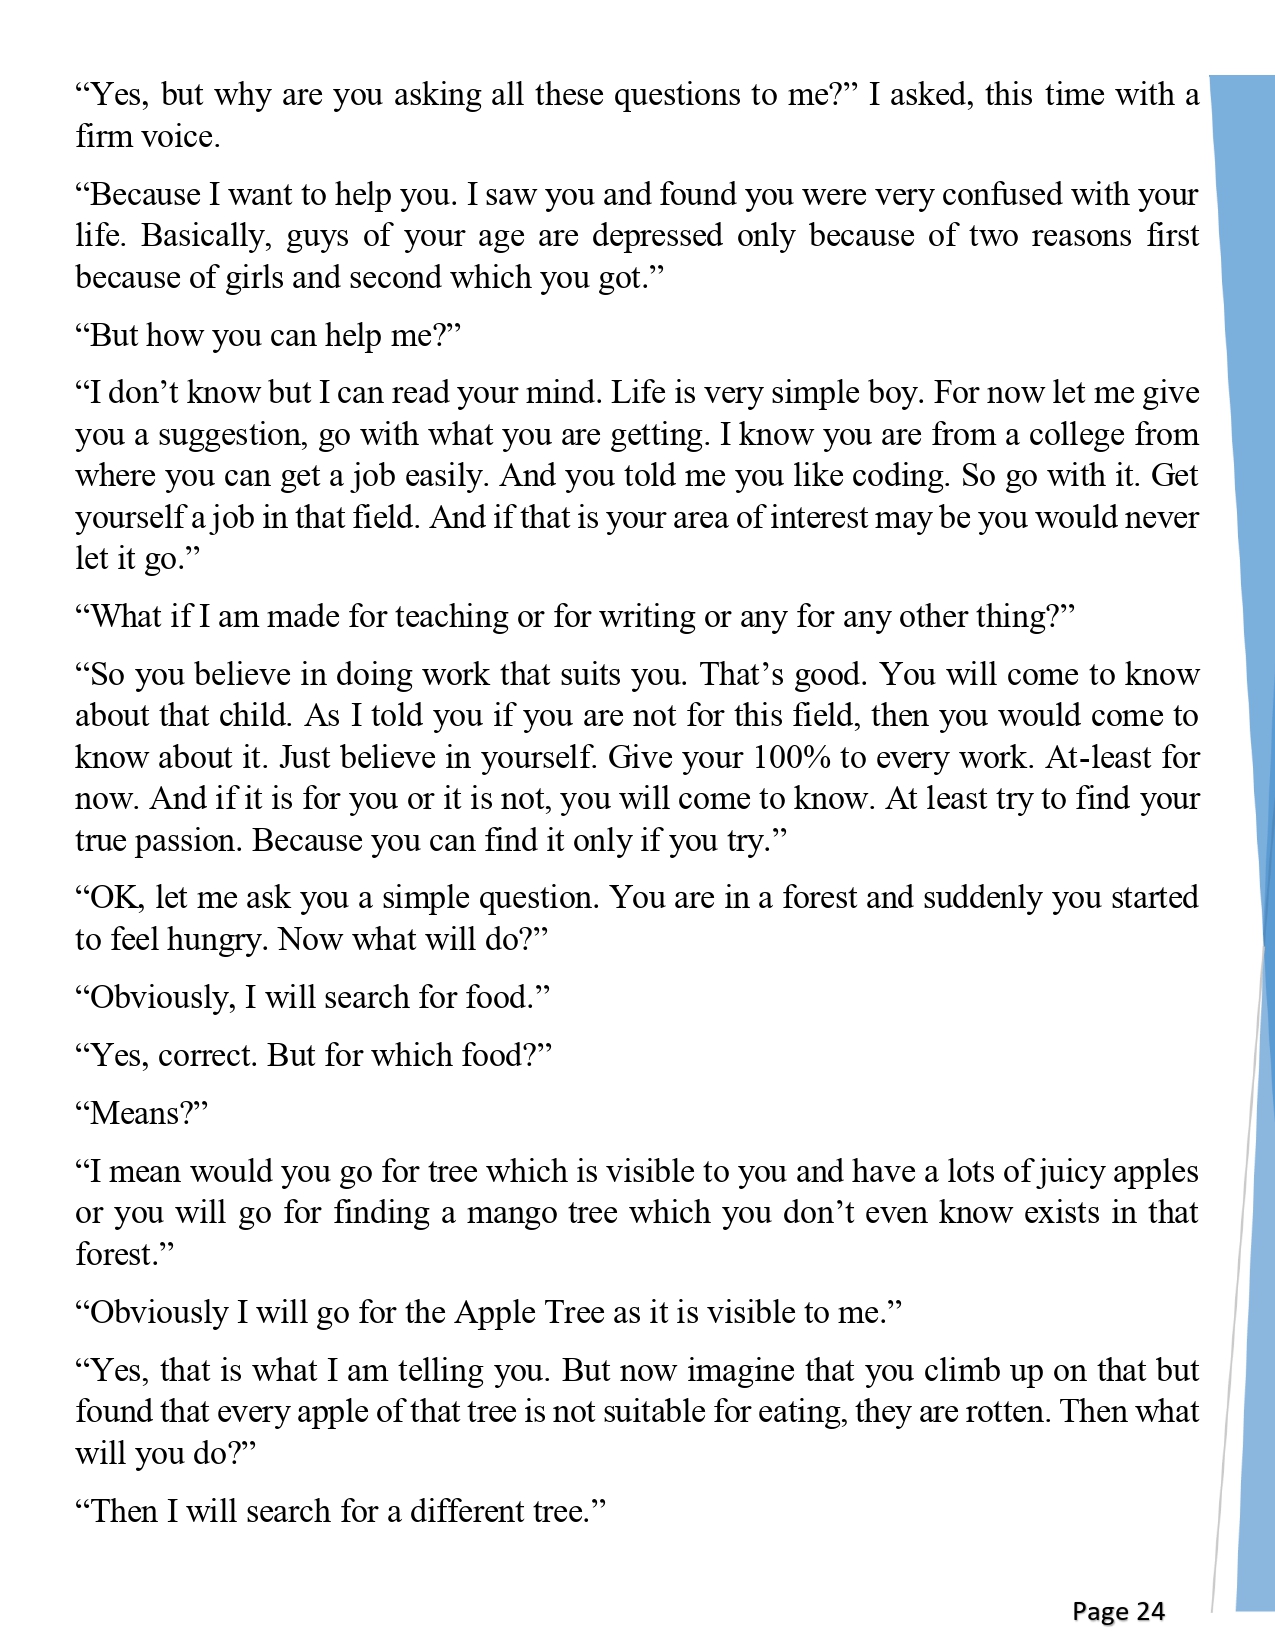 “Yes, but why are you asking all these questions to me?” I asked, this time with a
firm voice.
“Because I want to help you. I saw you and found you were very confused with your
life. Basically, guys of your age are depressed only because of two reasons first
because of girls and second which you got.”
“But how you can help me?”
“I don’t know but I can read your mind. Life is very simple boy. For now let me give
you a suggestion, go with what you are getting. I know you are from a college from
where you can get a job easily. And you told me you like coding. So go with it. Get
yourself a job in that field. And if that is your area of interest may be you would never
let it go.”
“What if I am made for teaching or for writing or any for any other thing?”
“So you believe in doing work that suits you. That’s good. You will come to know
about that child. As I told you if you are not for this field, then you would come to
know about it. Just believe in yourself. Give your 100% to every work. At-least for
now. And if it is for you or it is not, you will come to know. At least try to find your
true passion. Because you can find it only if you try.”
“OK, let me ask you a simple question. You are in a forest and suddenly you started
to feel hungry. Now what will do?”
“Obviously, I will search for food.”
“Yes, correct. But for which food?”
“Means?”
“I mean would you go for tree which is visible to you and have a lots of juicy apples
or you will go for finding a mango tree which you don’t even know exists in that
forest.”
“Obviously I will go for the Apple Tree as it is visible to me.”
“Yes, that is what I am telling you. But now imagine that you climb up on that but
found that every apple of that tree is not suitable for eating, they are rotten. Then what
will you do?”
“Then I will search for a different tree.”
Page 24